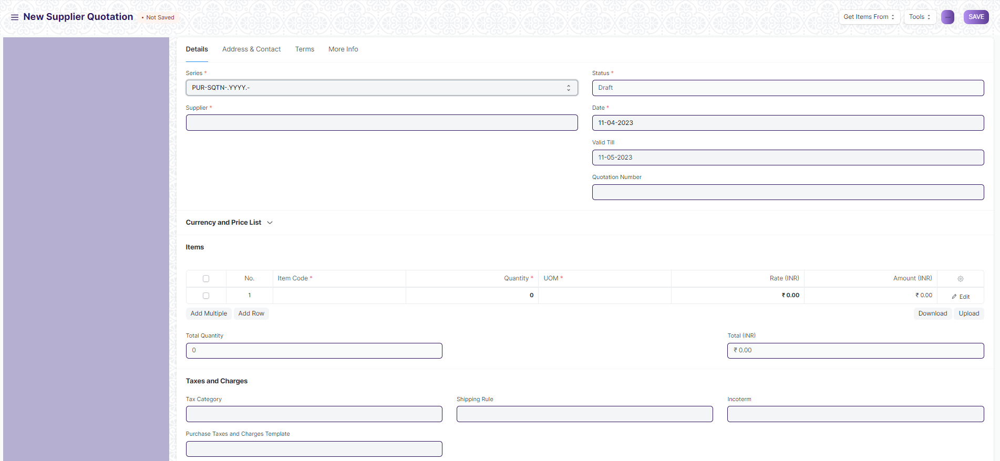 New Supplier Quotation • Not Saved Get Items From Tools ... SAVE
Details Address & Contact Terms More Info
Series * Status *
PUR-SQTN-.YYYY.- Draft
Supplier * Date *
11-04-2023
Valid Till
11-05-2023
Quotation Number
Currency and Price List
Items
No. Item Code * Quantity * UOM * Rate (INR) Amount (INR)
1 0 ₹ 0.00 ₹ 0.00 Edit
Add Multiple Add Row Download Upload
Total Quantity Total (INR)
0 ₹ 0.00
Taxes and Charges
Tax Category Shipping Rule Incoterm
Purchase Taxes and Charges Template